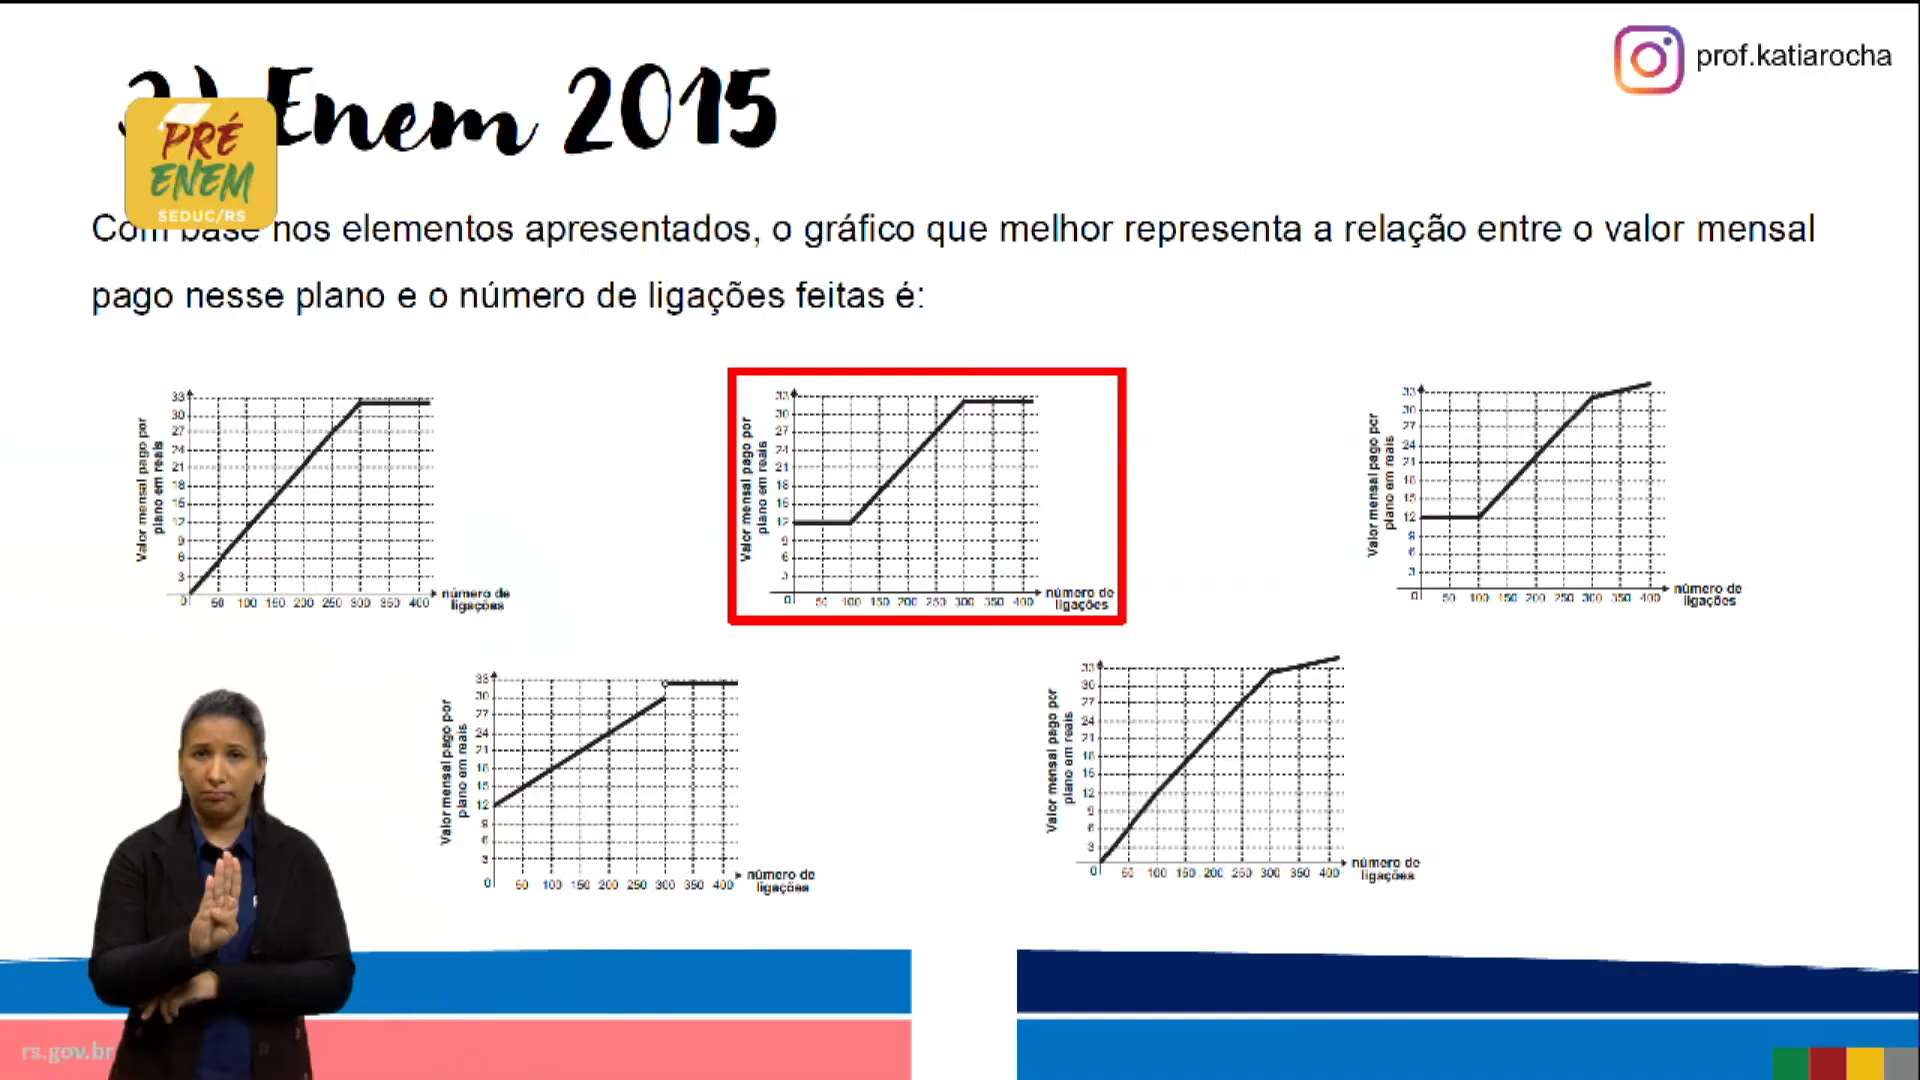 prof.katiarocha
Enem 2015
PRÉ
ENEM
SEDUC/RS
Com base nos elementos apresentados, o gráfico que melhor representa a relação entre o valor mensal
pago nesse plano e o número de ligações feitas é:
Valor mensal pago por
plano em reais
33
30
27
24
21
18
15
12
9
6
3
0 50 100 150 200 250 300 350 400
número de
ligações
Valor mensal pago por
plano em reais
33
30
27
24
21
18
15
12
9
6
3
0 50 100 150 200 250 300 350 400
número de
ligações
Valor mensal pago por
plano em reais
33
30
27
24
21
18
15
12
9
6
3
0 50 100 150 200 250 300 350 400
número de
ligações
Valor mensal pago por
plano em reais
33
30
27
24
21
18
15
12
9
6
3
0 50 100 150 200 250 300 350 400
número de
ligações
Valor mensal pago por
plano em reais
33
30
27
24
21
18
15
12
9
6
3
0 50 100 150 200 250 300 350 400
número de
ligações
rs.gov.br